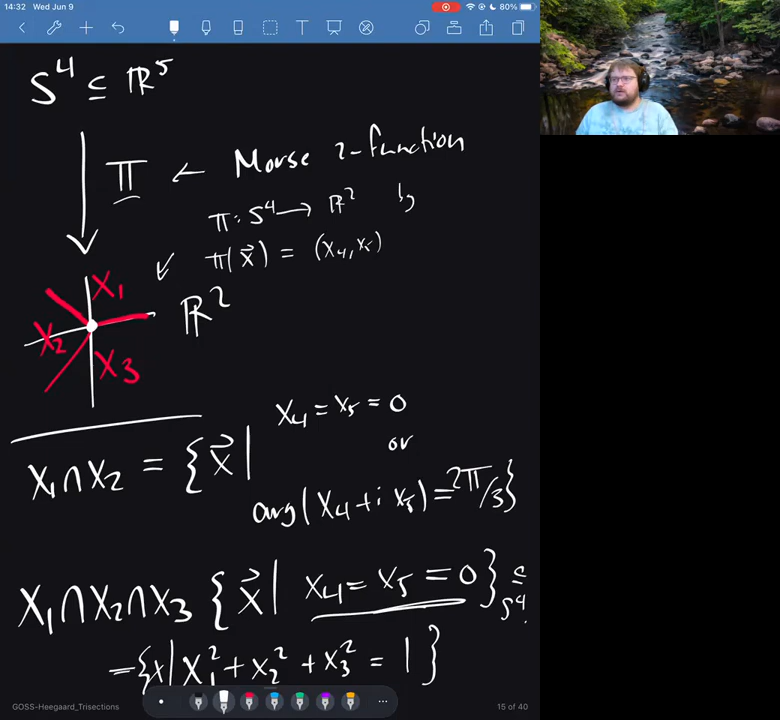 14:32 Wed Jun 9
80%
S⁴ ⊆ ℝ⁵
π ← Morse 2-function
π: S⁴ → ℝ² by
π(x⃗) = (x₄, x₅)
X₁
X₂
X₃
ℝ²
X₁ ∩ X₂ = { x⃗ | x₄ = x₅ = 0
or
arg(x₄ + i x₅) = 2π/3 }
X₁ ∩ X₂ ∩ X₃ { x⃗ | x₄ = x₅ = 0 } ⊆ S⁴.
= { x | x₁² + x₂² + x₃² = 1 }
GOSS-Heegaard_Trisections
15 of 40